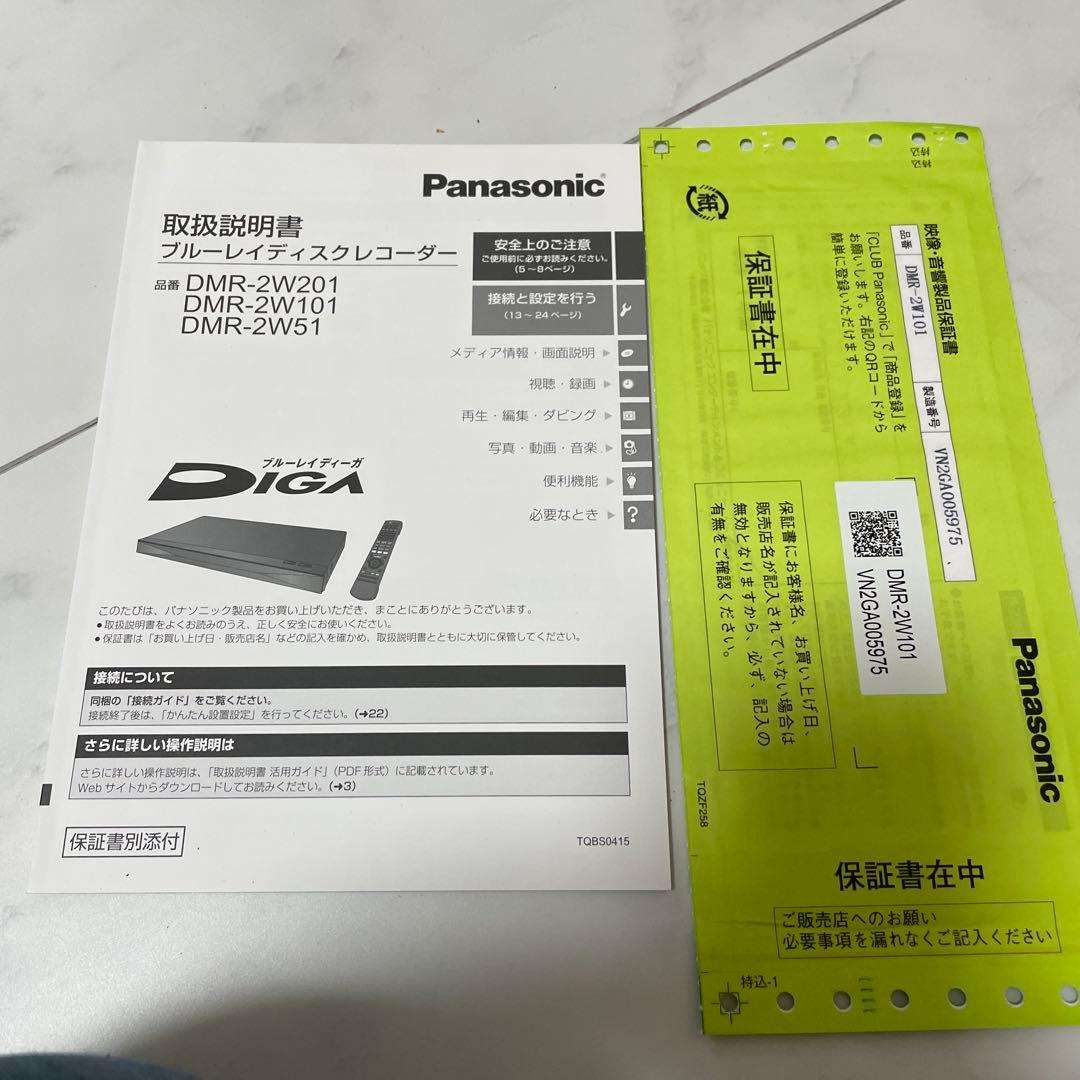 Panasonic
取扱説明書
ブルーレイディスクレコーダー
品番 DMR-2W201
DMR-2W101
DMR-2W51
安全上のご注意
ご使用前に必ずお読みください。
(5~8ページ)
接続と設定を行う
(13~24ページ)
メディア情報・画面説明
視聴・録画
再生・編集・ダビング
写真・動画・音楽
便利機能
必要なとき
?
ブルーレイディーガ
DIGA
このたびは、パナソニック製品をお買い上げいただき、まことにありがとうございます。
●取扱説明書をよくお読みのうえ、正しく安全にお使いください。
●保証書は「お買い上げ日・販売店名」などの記入を確かめ、取扱説明書とともに大切に保管してください。
接続について
同梱の「接続ガイド」をご覧ください。
接続終了後は、「かんたん設置設定」を行ってください。(➔22)
さらに詳しい操作説明は
さらに詳しい操作説明は、「取扱説明書 活用ガイド」(PDF形式)に記載されています。
Webサイトからダウンロードしてお読みください。(➔3)
保証書別添付
TQBS0415
持込
持込
紙
映像・音響製品保証書
品番 DMR-2W101 製造番号 VN2GA005975
「CLUB Panasonic」で「商品登録」を
お願いします。右記のQRコードから
簡単に登録いただけます。
保証書在中
DMR-2W101
VN2GA005975
保証書にお客様名、お買い上げ日、
販売店名が記入されていない場合は
無効となりますから、必ず、記入の
有無をご確認ください。
Panasonic
TQZF258
保証書在中
ご販売店へのお願い
必要事項を漏れなくご記入ください
持込-1